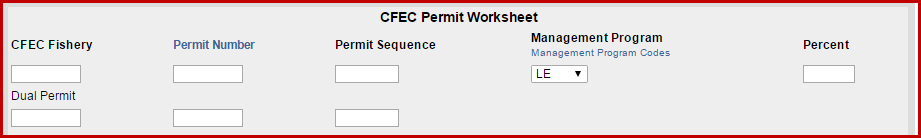 CFEC Permit Worksheet
CFEC Fishery Permit Number Permit Sequence Management Program Percent
Management Program Codes
LE
Dual Permit